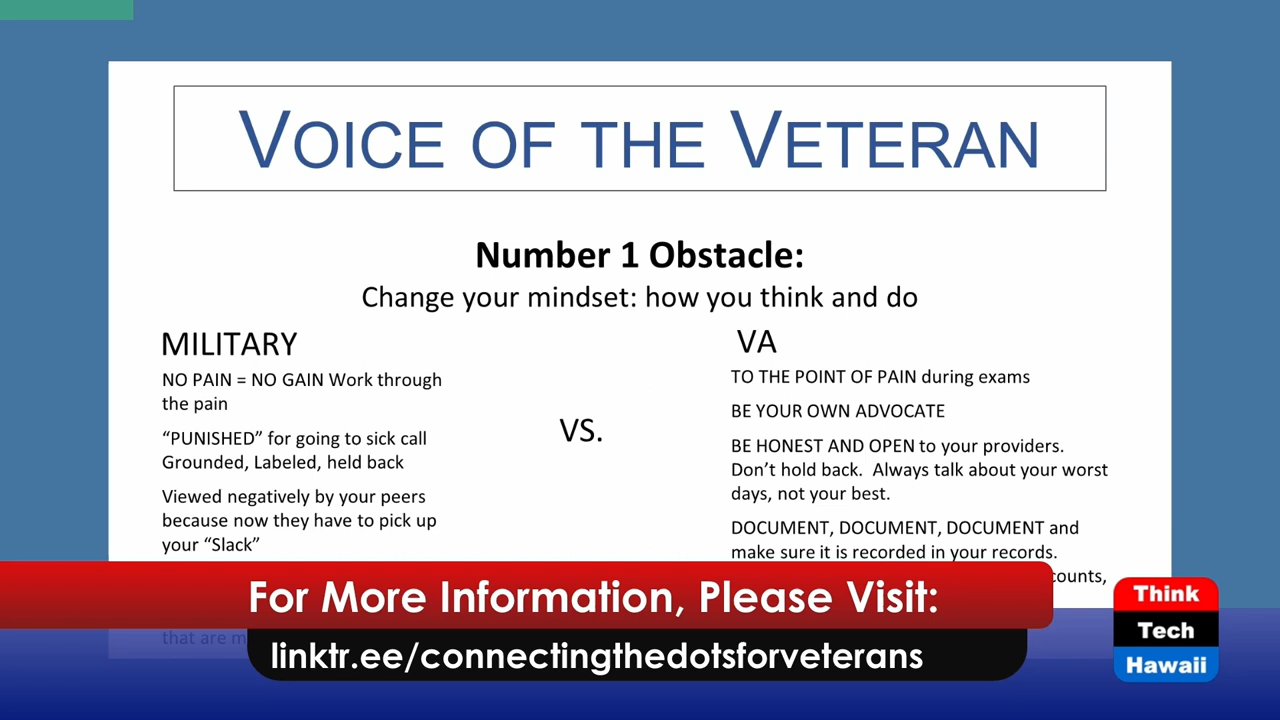 VOICE OF THE VETERAN
Number 1 Obstacle:
Change your mindset: how you think and do
MILITARY
NO PAIN = NO GAIN Work through
the pain
“PUNISHED” for going to sick call
Grounded, Labeled, held back
Viewed negatively by your peers
because now they have to pick up
your “Slack”
that are
VS.
VA
TO THE POINT OF PAIN during exams
BE YOUR OWN ADVOCATE
BE HONEST AND OPEN to your providers.
Don’t hold back. Always talk about your worst
days, not your best.
DOCUMENT, DOCUMENT, DOCUMENT and
make sure it is recorded in your records.
For More Information, Please Visit:
linktr.ee/connectingthedotsforveterans
Think
Tech
Hawaii